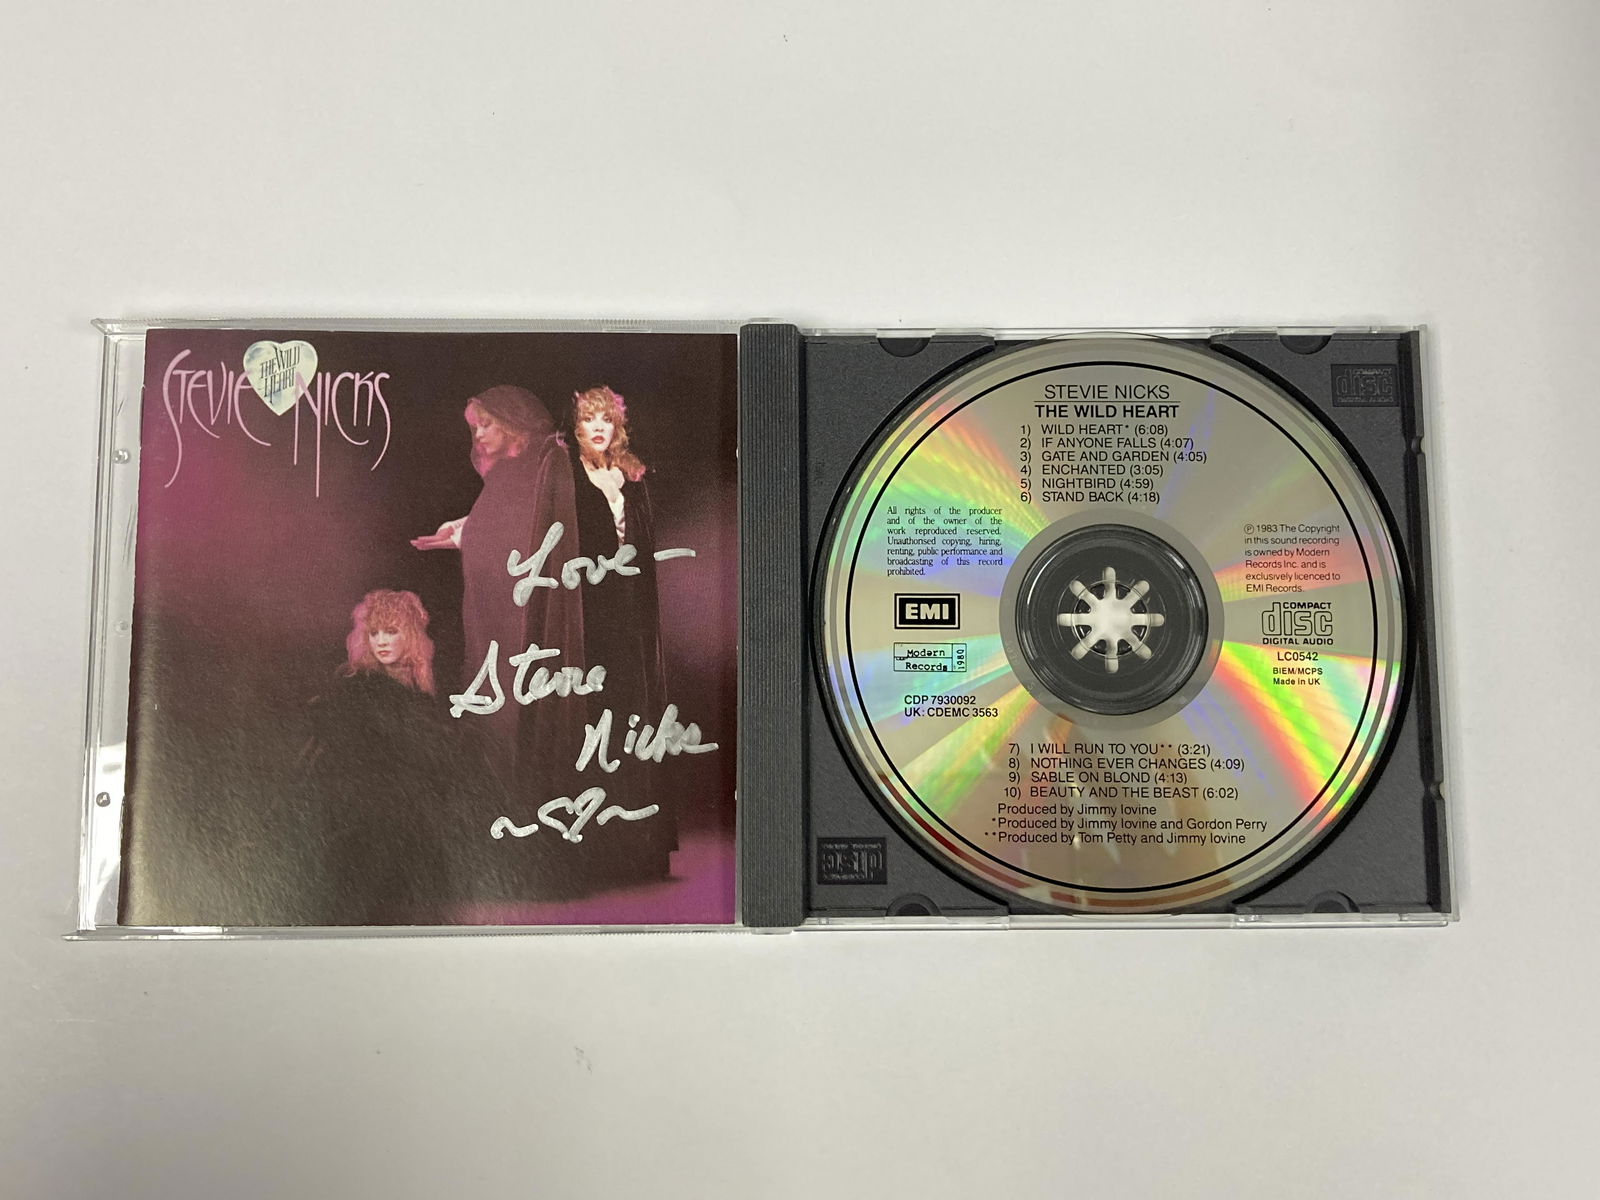 STEVIE NICKS
THE WILD
HEART
Love-
Stevie
Nicks
STEVIE NICKS
THE WILD HEART
1) WILD HEART* (6:08)
2) IF ANYONE FALLS (4:07)
3) GATE AND GARDEN (4:05)
4) ENCHANTED (3:05)
5) NIGHTBIRD (4:59)
6) STAND BACK (4:18)
All rights of the producer
and of the owner of the
work reproduced reserved.
Unauthorised copying, hiring,
renting, public performance and
broadcasting of this record
prohibited.
EMI
Modern
Records
1980
CDP 7930092
UK: CDEMC 3563
Ⓟ 1983 The Copyright
in this sound recording
is owned by Modern
Records Inc. and is
exclusively licenced to
EMI Records.
COMPACT
disc
DIGITAL AUDIO
LC0542
BIEM/MCPS
Made in UK
7) I WILL RUN TO YOU** (3:21)
8) NOTHING EVER CHANGES (4:09)
9) SABLE ON BLOND (4:13)
10) BEAUTY AND THE BEAST (6:02)
Produced by Jimmy Iovine
*Produced by Jimmy Iovine and Gordon Perry
**Produced by Tom Petty and Jimmy Iovine
COMPACT
disc
DIGITAL AUDIO
COMPACT
disc
DIGITAL AUDIO